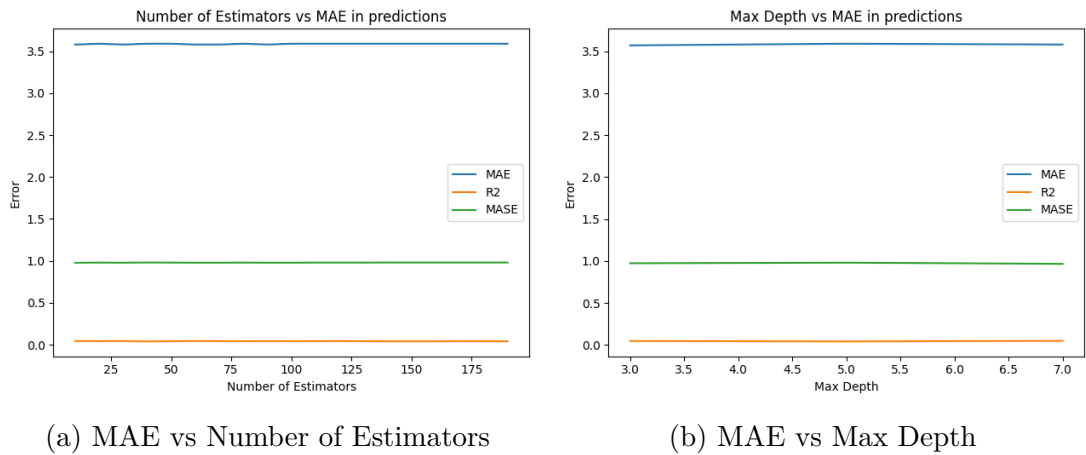 Number of Estimators vs MAE in predictions
3.5
3.0
2.5
2.0
1.5
1.0
0.5
0.0
Error
MAE
R2
MASE
25
50
75
100
125
150
175
Number of Estimators
(a) MAE vs Number of Estimators
Max Depth vs MAE in predictions
3.5
3.0
2.5
2.0
1.5
1.0
0.5
0.0
Error
MAE
R2
MASE
3.0
3.5
4.0
4.5
5.0
5.5
6.0
6.5
7.0
Max Depth
(b) MAE vs Max Depth